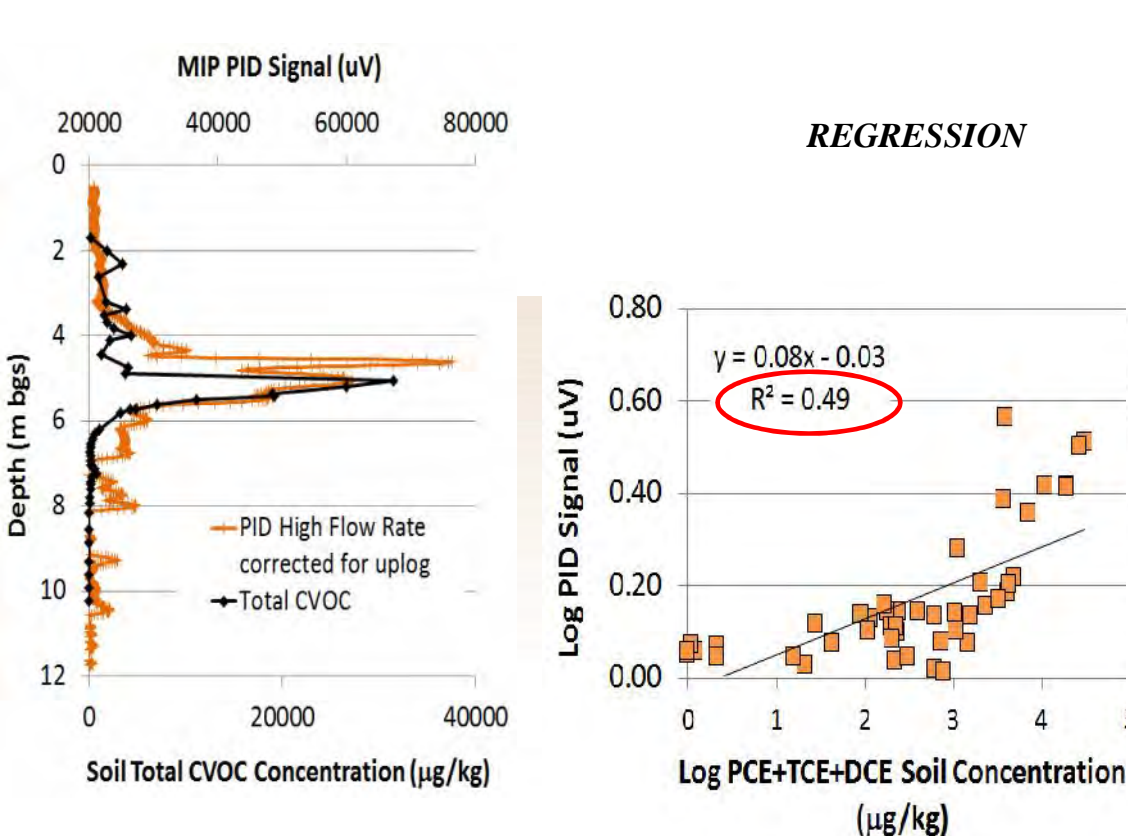 MIP PID Signal (uV)
20000 40000 60000 80000
0
2
4
6
8
10
12
Depth (m bgs)
PID High Flow Rate
corrected for uplog
Total CVOC
0 20000 40000
Soil Total CVOC Concentration (µg/kg)
REGRESSION
0.80
0.60
0.40
0.20
0.00
Log PID Signal (uV)
y = 0.08x - 0.03
R² = 0.49
0 1 2 3 4
Log PCE+TCE+DCE Soil Concentration
(µg/kg)